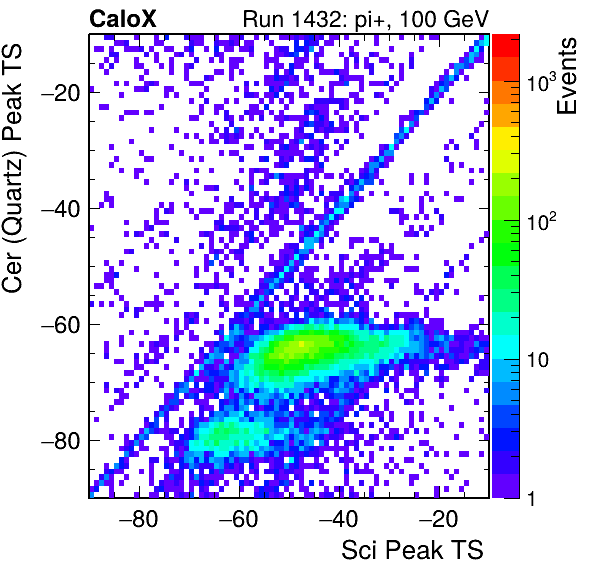 CaloX Run 1432: pi+, 100 GeV
Cer (Quartz) Peak TS
−20
−40
−60
−80
−80 −60 −40 −20
Sci Peak TS
Events
10³
10²
10
1